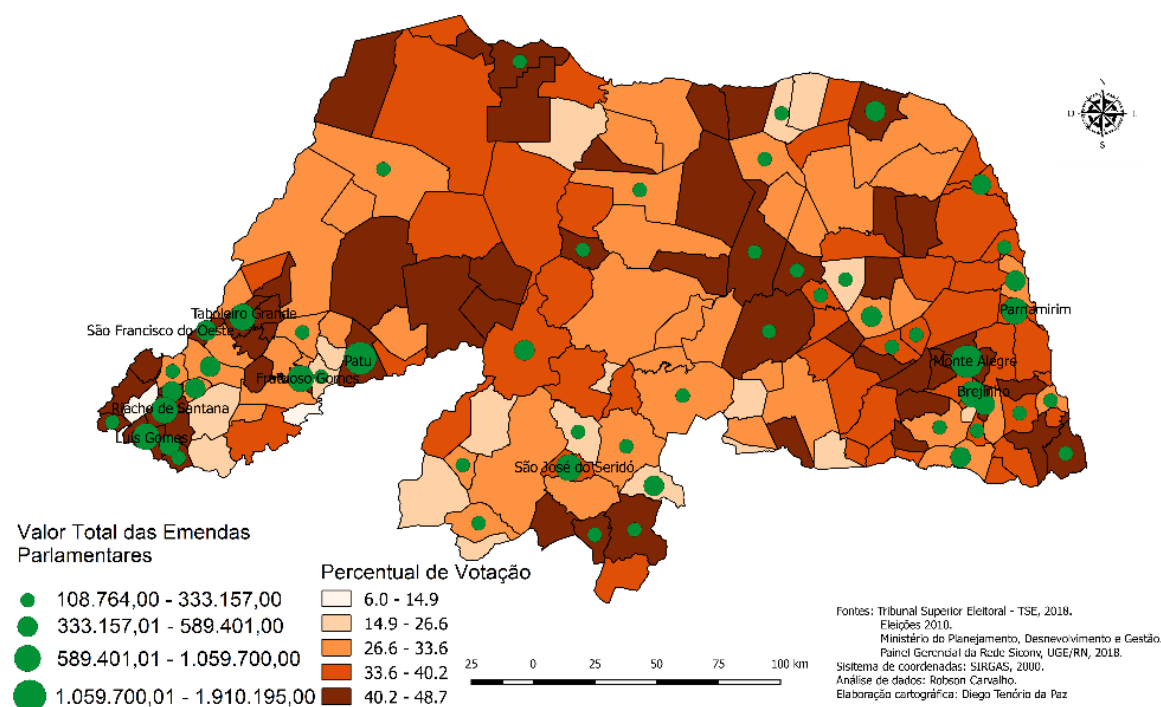 D
L
S
Taboleiro Grande
São Francisco do Oeste
Parnamirim
Patu
Monte Alegre
Frutuoso Gomes
Brejinho
Riacho de Santana
Luis Gomes
São José do Seridó
Valor Total das Emendas
Parlamentares
108.764,00 - 333.157,00
333.157,01 - 589.401,00
589.401,01 - 1.059.700,00
1.059.700,01 - 1.910.195,00
Percentual de Votação
6.0 - 14.9
14.9 - 26.6
26.6 - 33.6
33.6 - 40.2
40.2 - 48.7
25 0 25 50 75 100 km
Fontes: Tribunal Superior Eleitoral - TSE, 2018.
Eleições 2010.
Ministério do Planejamento, Desnevolvimento e Gestão.
Painel Gerencial da Rede Siconv, UGE/RN, 2018.
Sisitema de coordenadas: SIRGAS, 2000.
Análise de dados: Robson Carvalho.
Elaboração cartográfica: Diego Tenório da Paz